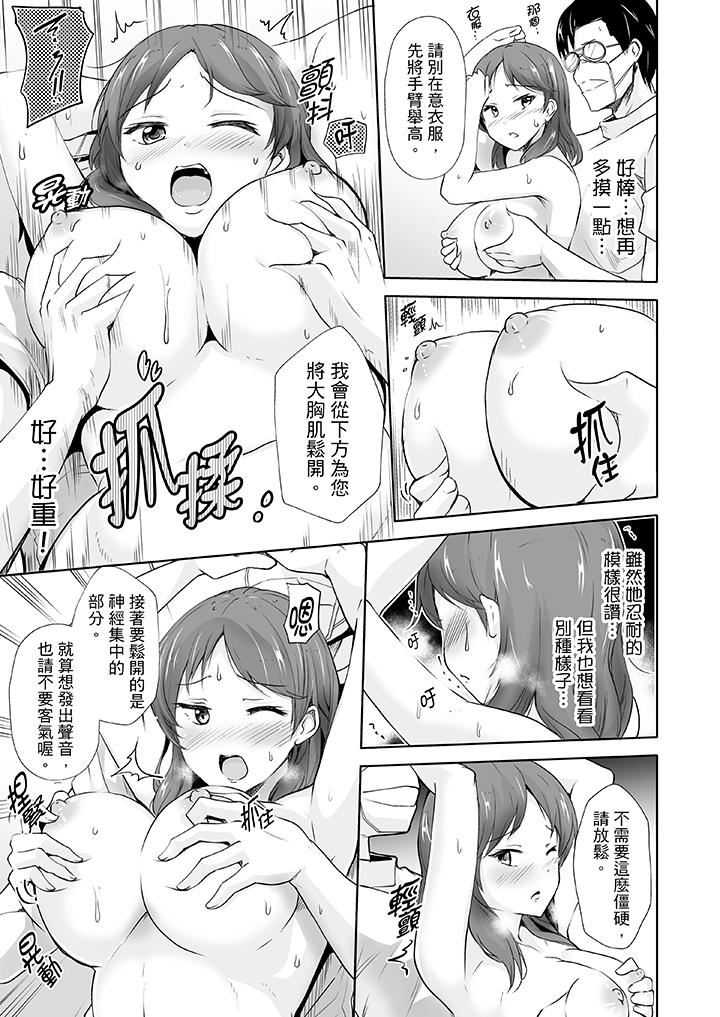 那個…
衣服…
請別在意衣服，
先將手臂舉高。
好棒…想再
多摸一點…
輕顫
抓住
顫抖
呀
晃動
我會從下方為您
將大胸肌鬆開。
抓揉
好…好重！
雖然她忍耐的
模樣很讚…
但我也想看看
別種樣子…
呀
呀
不需要這麼僵硬，
請放鬆。
輕顫
嗯
接著要鬆開的是
神經集中的
部分。
就算想發出聲音，
也請不要客氣喔。
抓住
捏緊
晃動